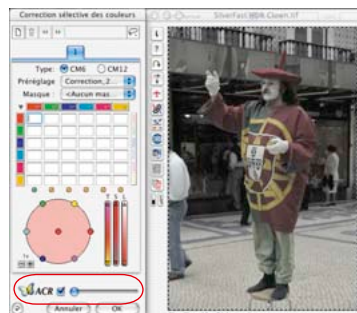 Correction sélective des couleurs
SilverFast HDR Clown.tif
1
Type: CM6 CM12
Préréglage Correction_2...
Masque : <Aucun mas...
T S L
ACR
Annuler OK